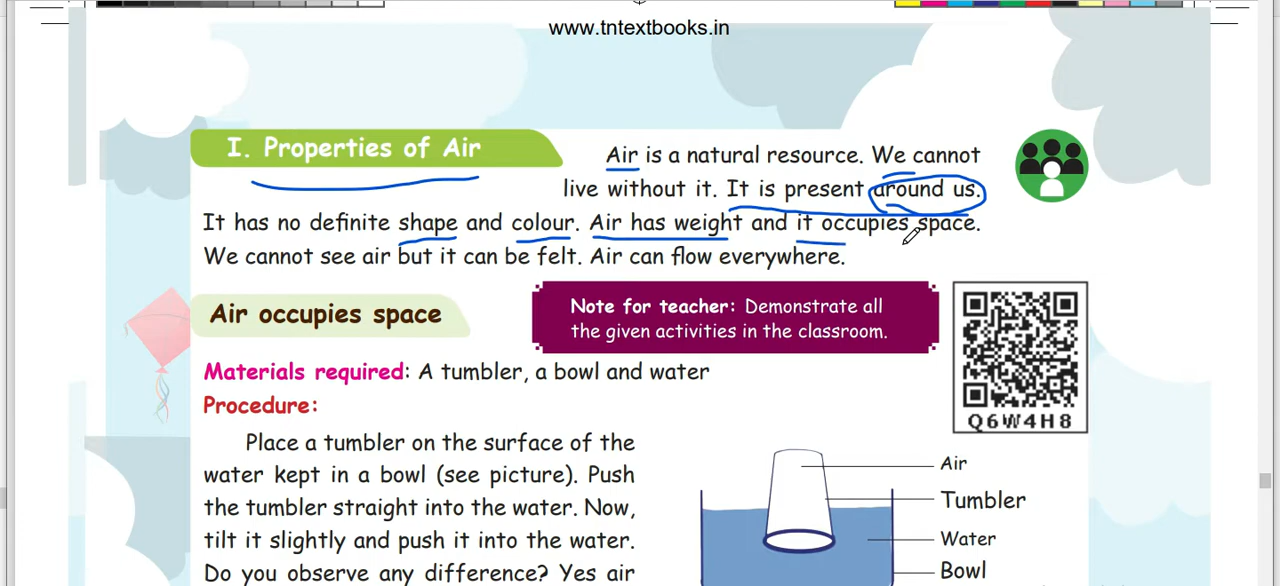 www.tntextbooks.in
I. Properties of Air
Air is a natural resource. We cannot
live without it. It is present around us.
It has no definite shape and colour. Air has weight and it occupies space.
We cannot see air but it can be felt. Air can flow everywhere.
Air occupies space
Note for teacher: Demonstrate all
the given activities in the classroom.
Q6W4H8
Materials required: A tumbler, a bowl and water
Procedure:
Place a tumbler on the surface of the
water kept in a bowl (see picture). Push
the tumbler straight into the water. Now,
tilt it slightly and push it into the water.
Do you observe any difference? Yes air
Air
Tumbler
Water
Bowl